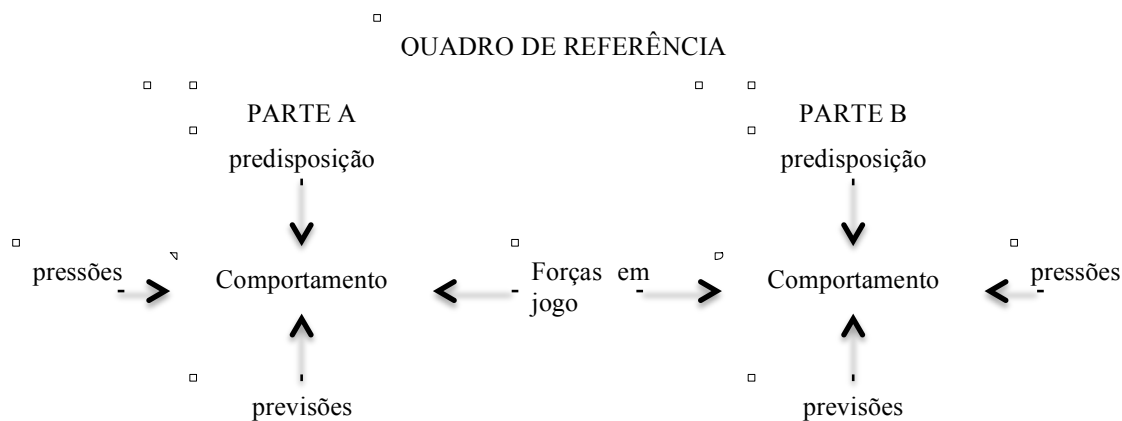 QUADRO DE REFERÊNCIA
PARTE A
PARTE B
predisposição
predisposição
pressões
Comportamento
Forças em
jogo
Comportamento
pressões
previsões
previsões